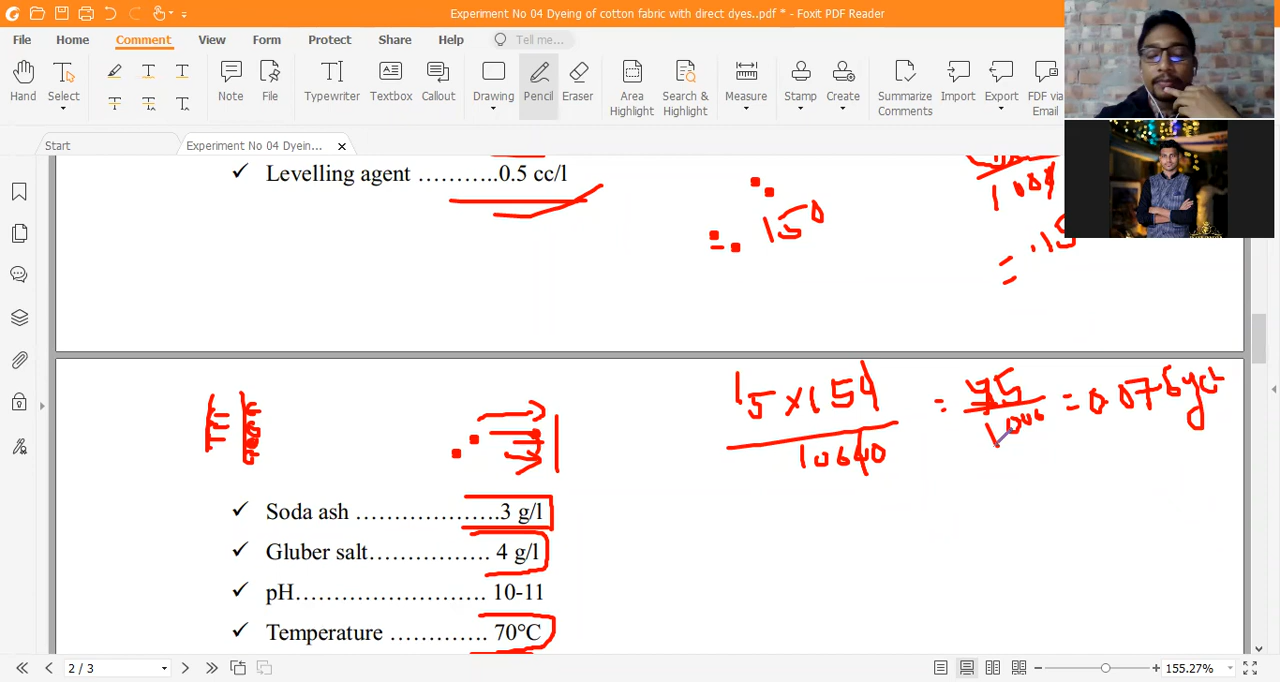 Experiment No 04 Dyeing of cotton fabric with direct dyes..pdf * - Foxit PDF Reader
File Home Comment View Form Protect Share Help Tell me...
Hand Select Note File Typewriter Textbox Callout Drawing Pencil Eraser Area Highlight Search & Highlight Measure Stamp Create Summarize Comments Import Export FDF via Email
Start Experiment No 04 Dyein...
✓ Levelling agent ………..0.5 cc/l
150
= .15
15 × 150
= = 0.075
✓ Soda ash ……………….3 g/l
✓ Gluber salt……………. 4 g/l
✓ pH……………………. 10-11
✓ Temperature …………. 70°C
2 / 3 155.27%